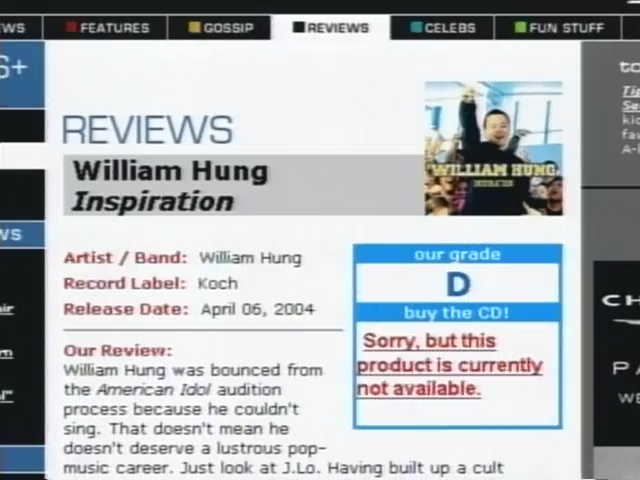 FEATURES
GOSSIP
REVIEWS
CELEBS
FUN STUFF
REVIEWS
William Hung
Inspiration
WILLIAM HUNG
Artist / Band: William Hung
Record Label: Koch
Release Date: April 06, 2004
our grade
D
buy the CD!
Sorry, but this
product is currently
not available.
Our Review:
William Hung was bounced from
the American Idol audition
process because he couldn't
sing. That doesn't mean he
doesn't deserve a lustrous pop-
music career. Just look at J.Lo. Having built up a cult